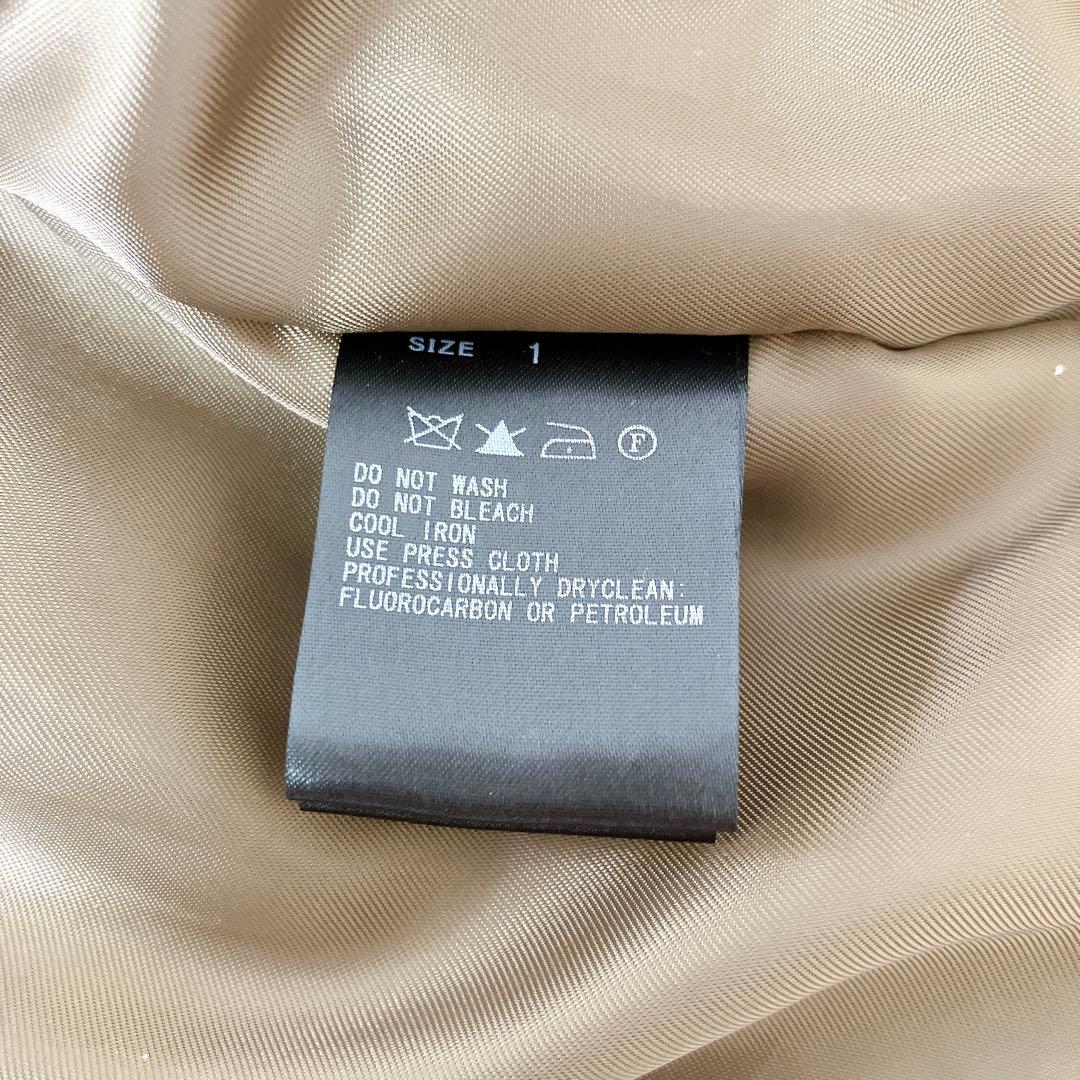 SIZE 1
F
DO NOT WASH
DO NOT BLEACH
COOL IRON
USE PRESS CLOTH
PROFESSIONALLY DRYCLEAN:
FLUOROCARBON OR PETROLEUM